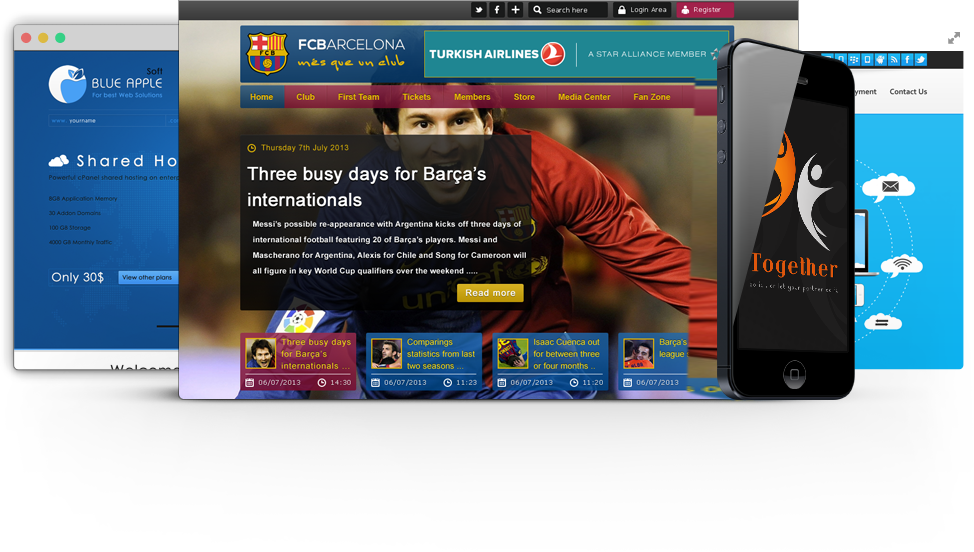 Soft
BLUE APPLE
For best Web Solutions
www. yourname
Shared Ho
Powerful cPanel shared hosting on enterp
8GB Application Memory
30 Addon Domains
100 GB Storage
4000 GB Monthly Traffic
Only 30$
View other plans
Welcome
Search here
Login Area
Register
FCBARCELONA
més que un club
TURKISH AIRLINES
A STAR ALLIANCE MEMBER
Home
Club
First Team
Tickets
Members
Store
Media Center
Fan Zone
Thursday 7th July 2013
Three busy days for Barça's
internationals
Messi's possible re-appearance with Argentina kicks off three days of
international football featuring 20 of Barça's players. Messi and
Mascherano for Argentina, Alexis for Chile and Song for Cameroon will
all figure in key World Cup qualifiers over the weekend .....
Read more
unicef
Three busy days
for Barça's
internationals ...
06/07/2013 14:30
Comparings
statistics from last
two seasons ...
06/07/2013 11:23
Isaac Cuenca out
for between three
or four months ..
06/07/2013 11:20
Barça's
league
06/07/2013
Together
yment
Contact Us